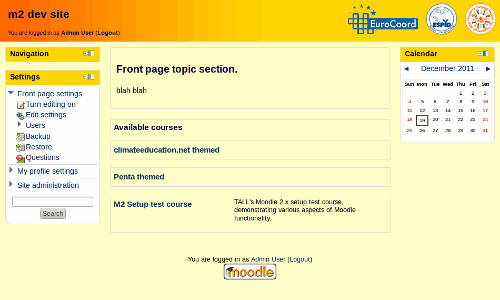 m2 dev site
You are logged in as Admin User (Logout)
EuroCoord
ESPID
Navigation
Settings
Front page settings
Turn editing on
Edit settings
Users
Backup
Restore
Questions
My profile settings
Site administration
Search
Front page topic section.
blah blah
Available courses
climateeducation.net themed
Penta themed
M2 Setup test course
TALL's Moodle 2.x setup test course,
demonstrating various aspects of Moodle
functionality.
Calendar
◄ December 2011 ►
Sun Mon Tue Wed Thu Fri Sat
1 2 3
4 5 6 7 8 9 10
11 12 13 14 15 16 17
18 19 20 21 22 23 24
25 26 27 28 29 30 31
You are logged in as Admin User (Logout)
moodle